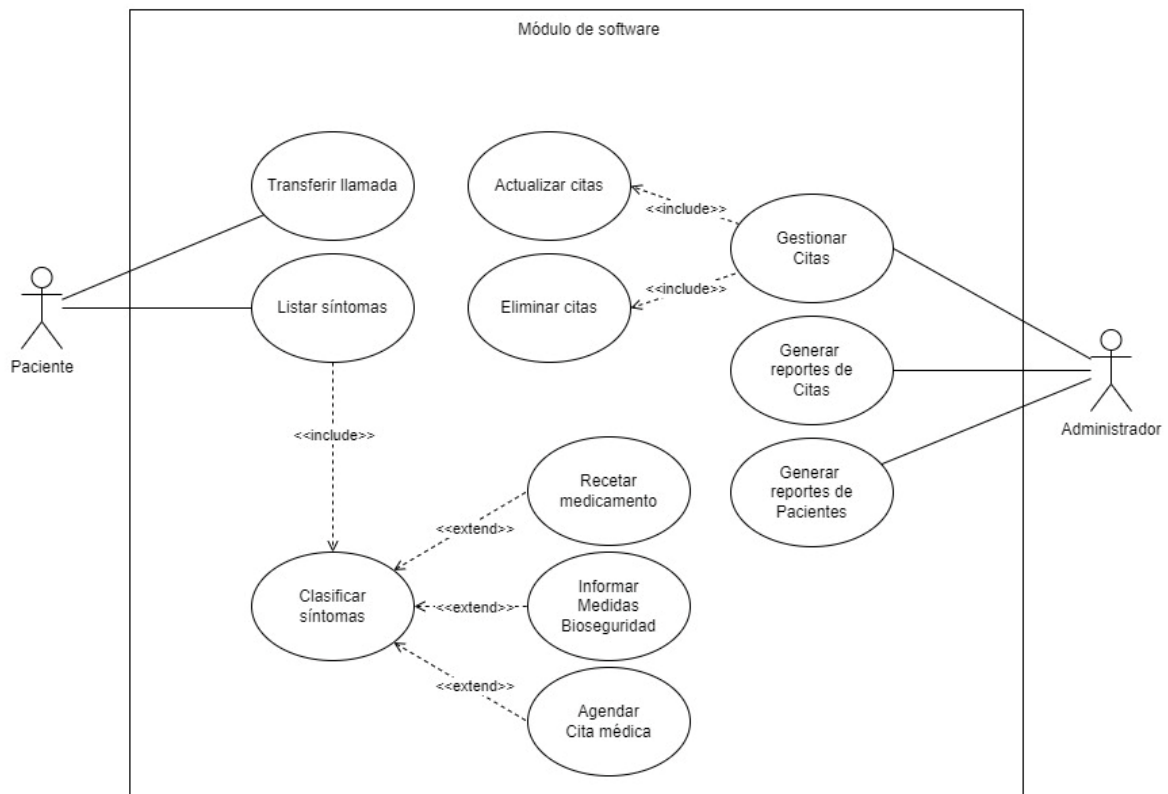 Módulo de software
Transferir llamada
Actualizar citas
<<include>>
Gestionar
Citas
Listar síntomas
Eliminar citas
<<include>>
Paciente
Generar
reportes de
Citas
Administrador
<<include>>
Recetar
medicamento
Generar
reportes de
Pacientes
<<extend>>
Clasificar
síntomas
<<extend>>
Informar
Medidas
Bioseguridad
<<extend>>
Agendar
Cita médica